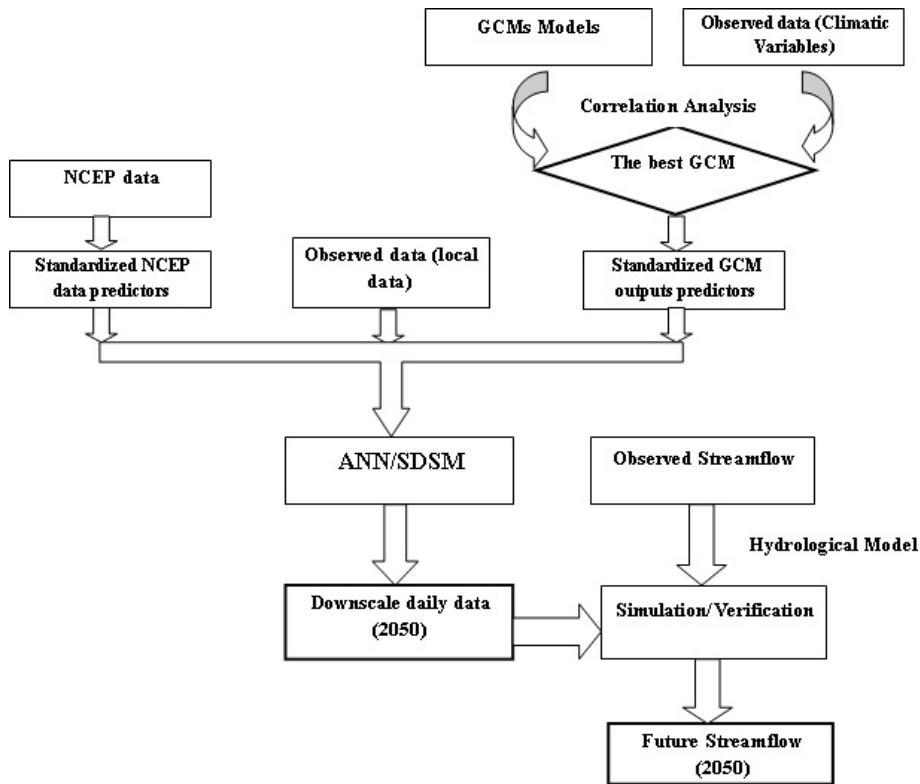 GCMs Models
Observed data (Climatic
Variables)
Correlation Analysis
The best GCM
NCEP data
Standardized NCEP
data predictors
Observed data (local
data)
Standardized GCM
outputs predictors
ANN/SDSM
Observed Streamflow
Hydrological Model
Downscale daily data
(2050)
Simulation/Verification
Future Streamflow
(2050)